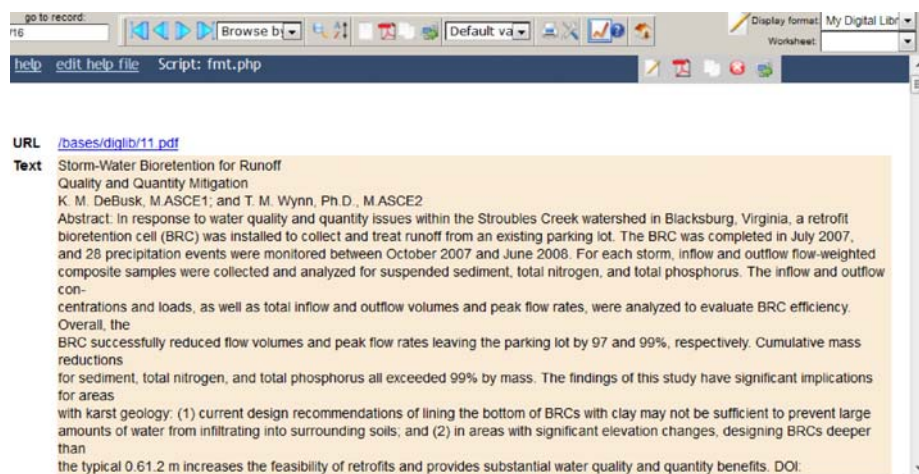 go to record:
/16
Browse b
Default va
Display format: My Digital Libr
Worksheet:
help edit help file Script: fmt.php
URL /bases/diglib/11.pdf
Text Storm-Water Bioretention for Runoff
Quality and Quantity Mitigation
K. M. DeBusk, M.ASCE1; and T. M. Wynn, Ph.D., M.ASCE2
Abstract: In response to water quality and quantity issues within the Stroubles Creek watershed in Blacksburg, Virginia, a retrofit
bioretention cell (BRC) was installed to collect and treat runoff from an existing parking lot. The BRC was completed in July 2007,
and 28 precipitation events were monitored between October 2007 and June 2008. For each storm, inflow and outflow flow-weighted
composite samples were collected and analyzed for suspended sediment, total nitrogen, and total phosphorus. The inflow and outflow
con-
centrations and loads, as well as total inflow and outflow volumes and peak flow rates, were analyzed to evaluate BRC efficiency.
Overall, the
BRC successfully reduced flow volumes and peak flow rates leaving the parking lot by 97 and 99%, respectively. Cumulative mass
reductions
for sediment, total nitrogen, and total phosphorus all exceeded 99% by mass. The findings of this study have significant implications
for areas
with karst geology: (1) current design recommendations of lining the bottom of BRCs with clay may not be sufficient to prevent large
amounts of water from infiltrating into surrounding soils; and (2) in areas with significant elevation changes, designing BRCs deeper
than
the typical 0.61.2 m increases the feasibility of retrofits and provides substantial water quality and quantity benefits. DOI: